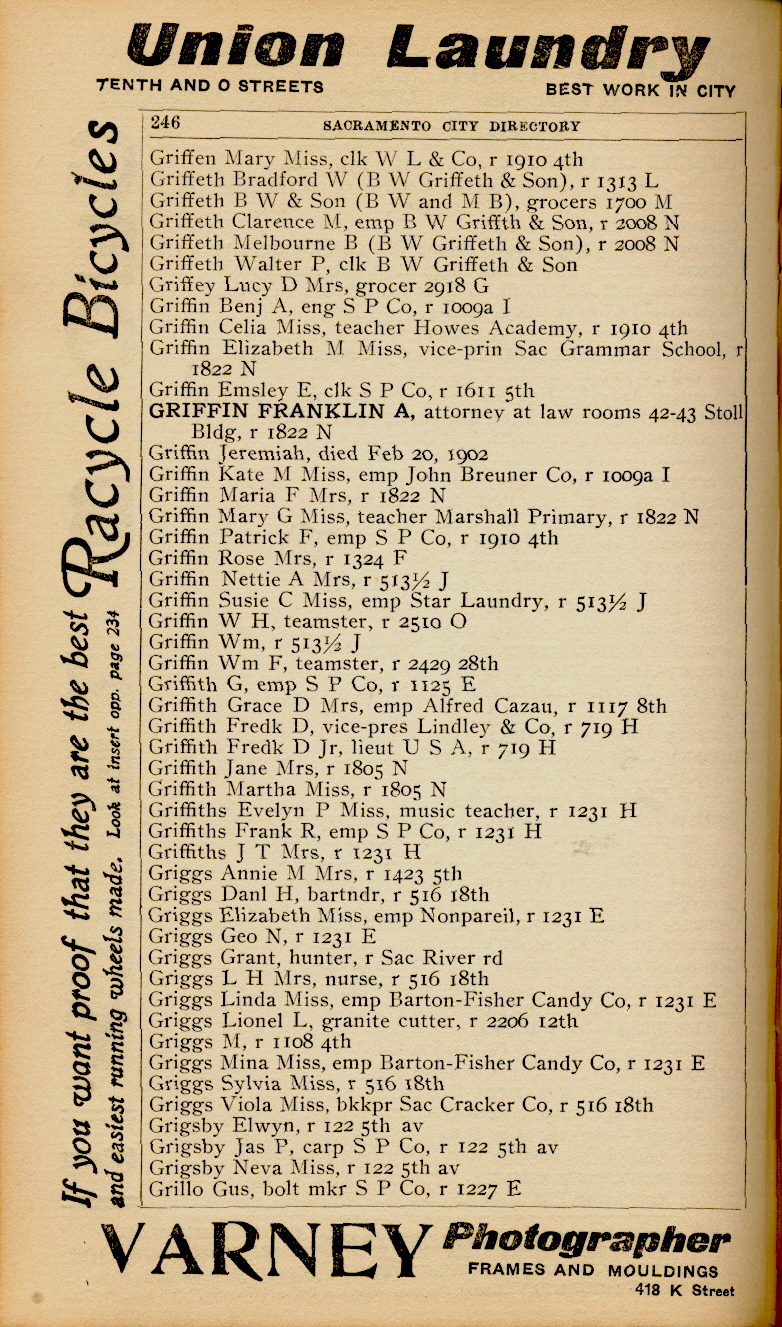 Union Laundry
TENTH AND O STREETS BEST WORK IN CITY
If you want proof that they are the best Racycle Bicycles
and easiest running wheels made. Look at insert opp. page 234
246 SACRAMENTO CITY DIRECTORY
Griffen Mary Miss, clk W L & Co, r 1910 4th
Griffeth Bradford W (B W Griffeth & Son), r 1313 L
Griffeth B W & Son (B W and M B), grocers 1700 M
Griffeth Clarence M, emp B W Griffth & Son, r 2008 N
Griffeth Melbourne B (B W Griffeth & Son), r 2008 N
Griffeth Walter P, clk B W Griffeth & Son
Griffey Lucy D Mrs, grocer 2918 G
Griffin Benj A, eng S P Co, r 1009a I
Griffin Celia Miss, teacher Howes Academy, r 1910 4th
Griffin Elizabeth M Miss, vice-prin Sac Grammar School, r
1822 N
Griffin Emsley E, clk S P Co, r 1611 5th
GRIFFIN FRANKLIN A, attorney at law rooms 42-43 Stoll
Bldg, r 1822 N
Griffin Jeremiah, died Feb 20, 1902
Griffin Kate M Miss, emp John Breuner Co, r 1009a I
Griffin Maria F Mrs, r 1822 N
Griffin Mary G Miss, teacher Marshall Primary, r 1822 N
Griffin Patrick F, emp S P Co, r 1910 4th
Griffin Rose Mrs, r 1324 F
Griffin Nettie A Mrs, r 513½ J
Griffin Susie C Miss, emp Star Laundry, r 513½ J
Griffin W H, teamster, r 2510 O
Griffin Wm, r 513½ J
Griffin Wm F, teamster, r 2429 28th
Griffith G, emp S P Co, r 1125 E
Griffith Grace D Mrs, emp Alfred Cazau, r 1117 8th
Griffith Fredk D, vice-pres Lindley & Co, r 719 H
Griffith Fredk D Jr, lieut U S A, r 719 H
Griffith Jane Mrs, r 1805 N
Griffith Martha Miss, r 1805 N
Griffiths Evelyn P Miss, music teacher, r 1231 H
Griffiths Frank R, emp S P Co, r 1231 H
Griffiths J T Mrs, r 1231 H
Griggs Annie M Mrs, r 1423 5th
Griggs Danl H, bartndr, r 516 18th
Griggs Elizabeth Miss, emp Nonpareil, r 1231 E
Griggs Geo N, r 1231 E
Griggs Grant, hunter, r Sac River rd
Griggs L H Mrs, nurse, r 516 18th
Griggs Linda Miss, emp Barton-Fisher Candy Co, r 1231 E
Griggs Lionel L, granite cutter, r 2206 12th
Griggs M, r 1108 4th
Griggs Mina Miss, emp Barton-Fisher Candy Co, r 1231 E
Griggs Sylvia Miss, r 516 18th
Griggs Viola Miss, bkkpr Sac Cracker Co, r 516 18th
Grigsby Elwyn, r 122 5th av
Grigsby Jas P, carp S P Co, r 122 5th av
Grigsby Neva Miss, r 122 5th av
Grillo Gus, bolt mkr S P Co, r 1227 E
VARNEY Photographer
FRAMES AND MOULDINGS
418 K Street